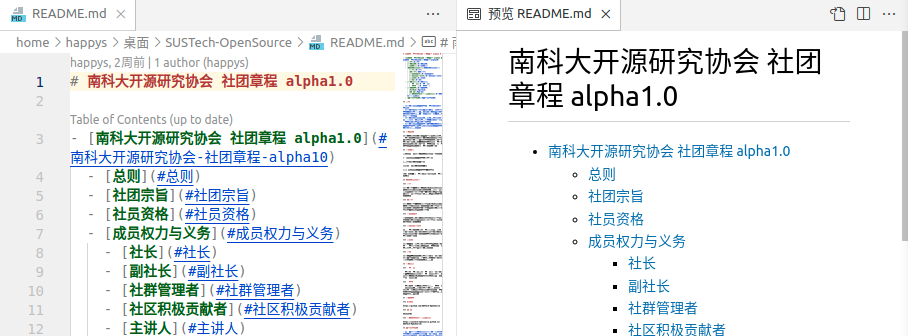 README.md
home > happys > 桌面 > SUSTech-OpenSource > README.md > # 南
happys, 2周前 | 1 author (happys)
1 # 南科大开源研究协会 社团章程 alpha1.0
2
Table of Contents (up to date)
3 - [南科大开源研究协会 社团章程 alpha1.0](#
南科大开源研究协会-社团章程-alpha10)
4 - [总则](#总则)
5 - [社团宗旨](#社团宗旨)
6 - [社员资格](#社员资格)
7 - [成员权力与义务](#成员权力与义务)
8 - [社长](#社长)
9 - [副社长](#副社长)
10 - [社群管理者](#社群管理者)
11 - [社区积极贡献者](#社区积极贡献者)
12 - [主讲人](#主讲人)
预览 README.md
南科大开源研究协会 社团
章程 alpha1.0
南科大开源研究协会 社团章程 alpha1.0
总则
社团宗旨
社员资格
成员权力与义务
社长
副社长
社群管理者
社区积极贡献者